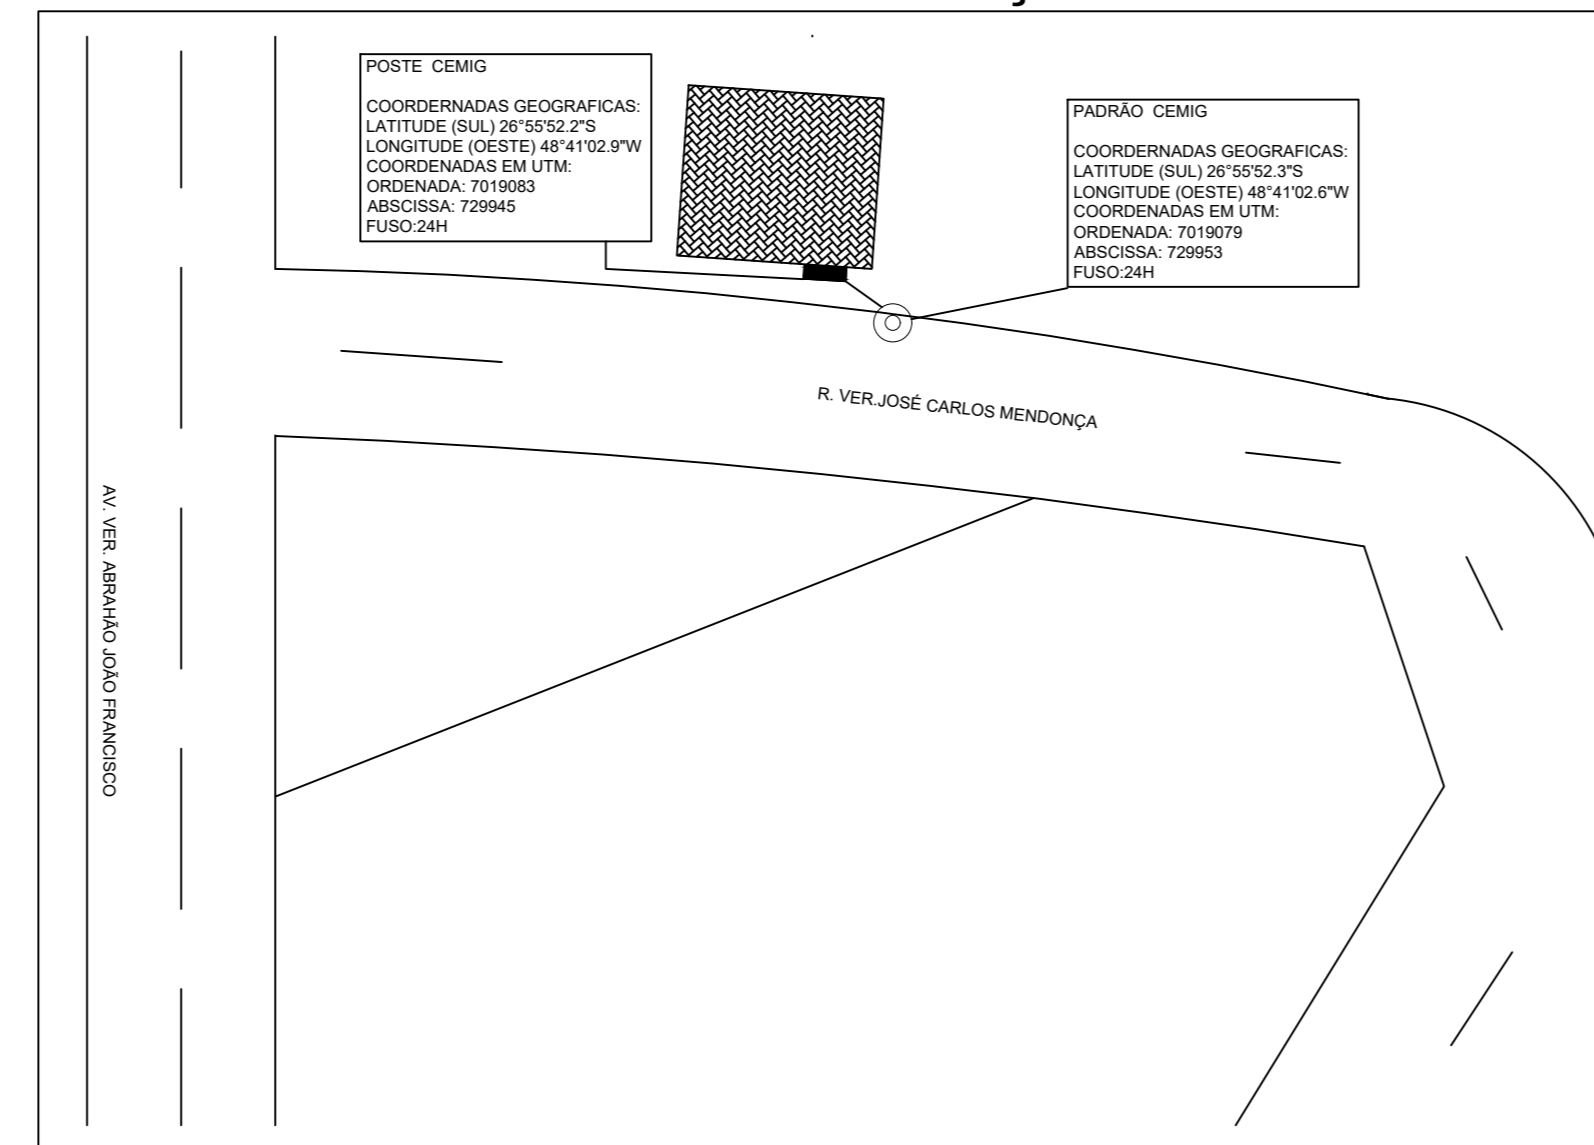 POSTE CEMIG
COORDERNADAS GEOGRAFICAS:
LATITUDE (SUL) 26°55'52.2"S
LONGITUDE (OESTE) 48°41'02.9"W
COORDENADAS EM UTM:
ORDENADA: 7019083
ABSCISSA: 729945
FUSO:24H
PADRÃO CEMIG
COORDERNADAS GEOGRAFICAS:
LATITUDE (SUL) 26°55'52.3"S
LONGITUDE (OESTE) 48°41'02.6"W
COORDENADAS EM UTM:
ORDENADA: 7019079
ABSCISSA: 729953
FUSO:24H
R. VER.JOSÉ CARLOS MENDONÇA
AV. VER. ABRAHÃO JOÃO FRANCISCO